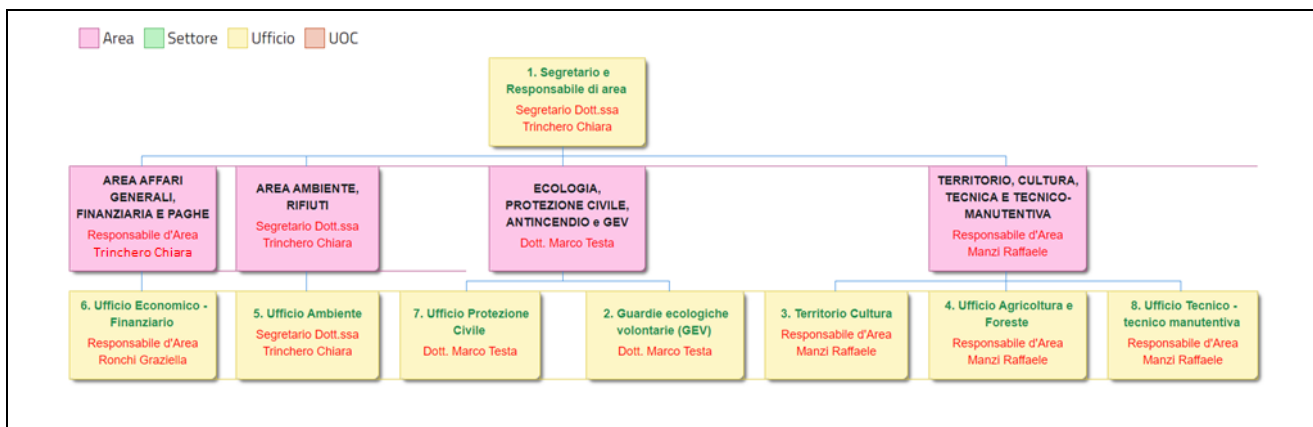 Area Settore Ufficio UOC
1. Segretario e
Responsabile di area
Segretario Dott.ssa
Trinchero Chiara
AREA AFFARI
GENERALI,
FINANZIARIA E PAGHE
Responsabile d'Area
Trinchero Chiara
AREA AMBIENTE,
RIFIUTI
Segretario Dott.ssa
Trinchero Chiara
ECOLOGIA,
PROTEZIONE CIVILE,
ANTINCENDIO e GEV
Dott. Marco Testa
TERRITORIO, CULTURA,
TECNICA E TECNICO-
MANUTENTIVA
Responsabile d'Area
Manzi Raffaele
6. Ufficio Economico -
Finanziario
Responsabile d'Area
Ronchi Graziella
5. Ufficio Ambiente
Segretario Dott.ssa
Trinchero Chiara
7. Ufficio Protezione
Civile
Dott. Marco Testa
2. Guardie ecologiche
volontarie (GEV)
Dott. Marco Testa
3. Territorio Cultura
Responsabile d'Area
Manzi Raffaele
4. Ufficio Agricoltura e
Foreste
Responsabile d'Area
Manzi Raffaele
8. Ufficio Tecnico -
tecnico manutentiva
Responsabile d'Area
Manzi Raffaele